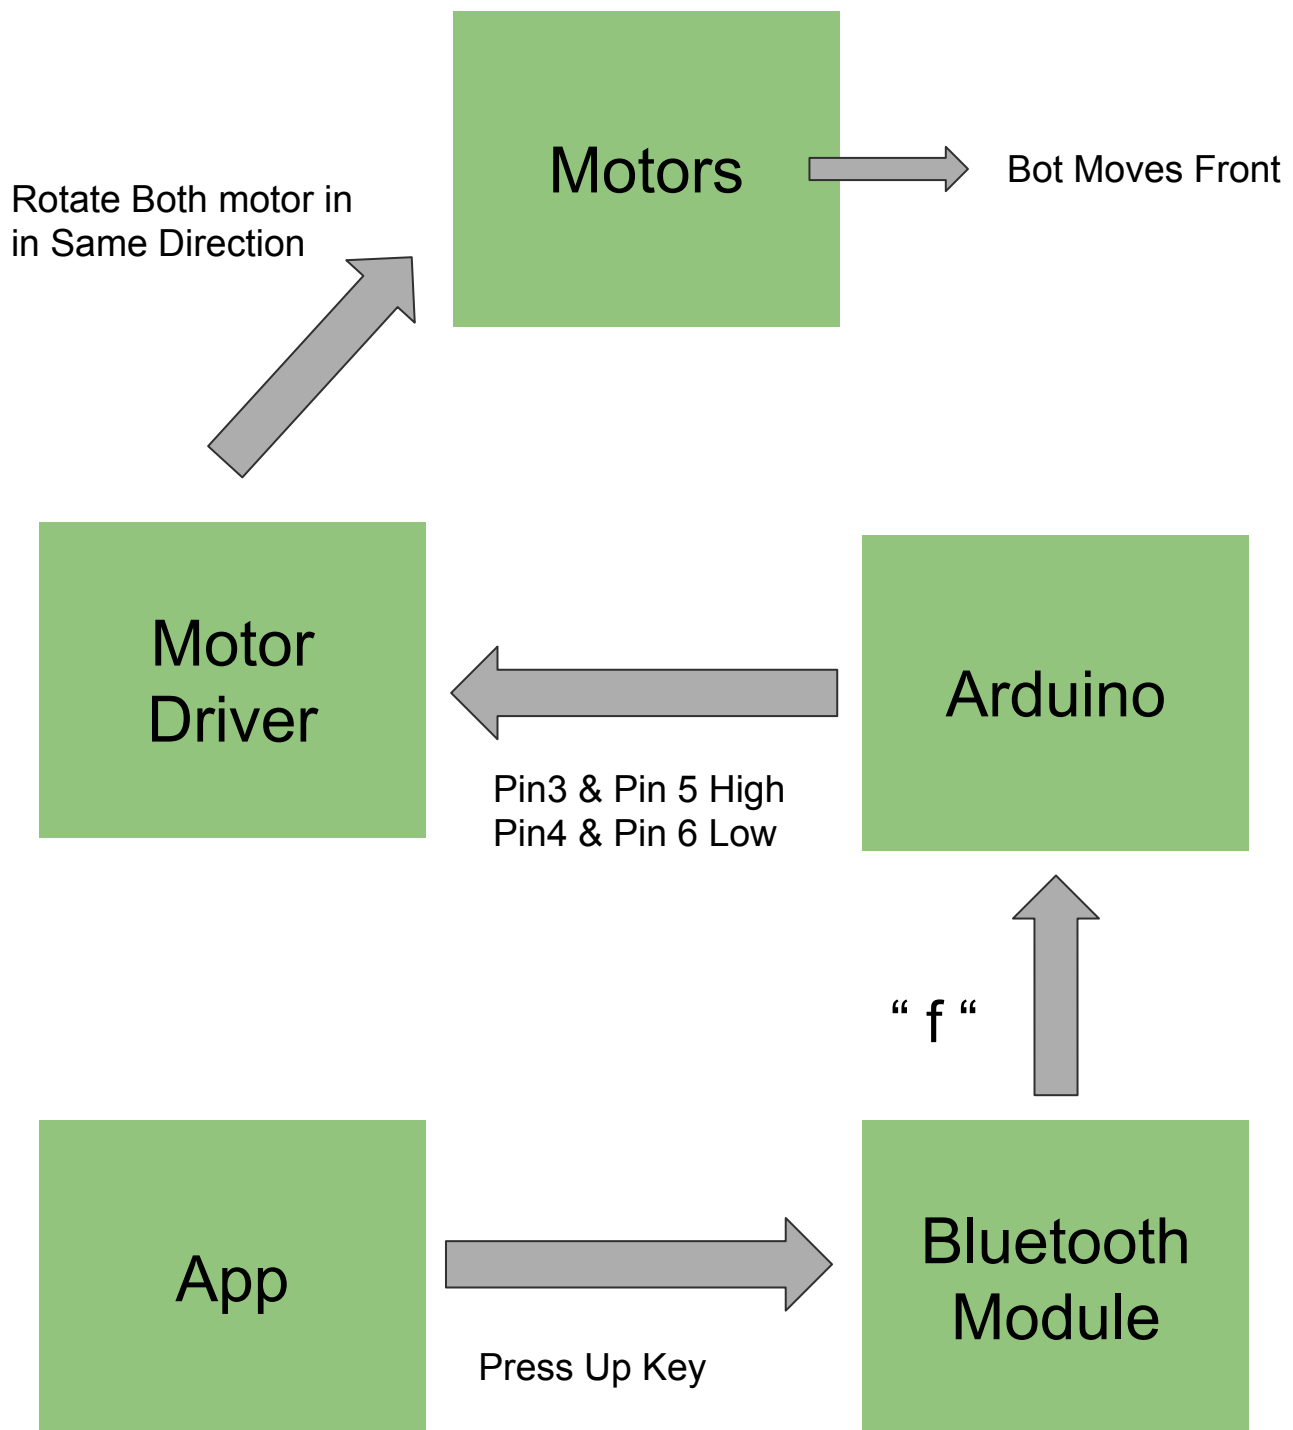 Motors
Bot Moves Front
Rotate Both motor in
in Same Direction
Motor
Driver
Arduino
Pin3 & Pin 5 High
Pin4 & Pin 6 Low
“ f “
App
Bluetooth
Module
Press Up Key